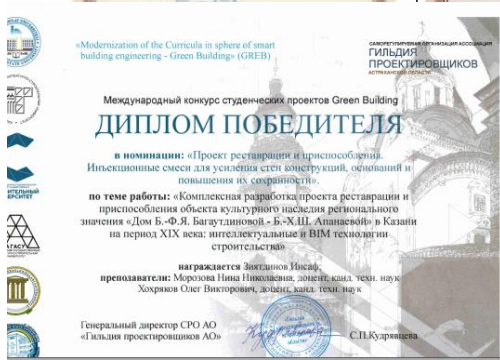 «Modernization of the Curricula in sphere of smart
building engineering - Green Building» (GREB)
САМОРЕГУЛИРУЕМАЯ ОРГАНИЗАЦИЯ АССОЦИАЦИЯ
ГИЛЬДИЯ
ПРОЕКТИРОВЩИКОВ
АСТРАХАНСКОЙ ОБЛАСТИ
Международный конкурс студенческих проектов Green Building
ДИПЛОМ ПОБЕДИТЕЛЯ
в номинации: «Проект реставрации и приспособления.
Инъекционные смеси для усиления стен конструкций, оснований и
повышения их сохранности».
по теме работы: «Комплексная разработка проекта реставрации и
приспособления объекта культурного наследия регионального
значения «Дом Б.-Ф.Я. Багаутдиновой - Б.-Х.Ш. Апанаевой» в Казани
на период XIX века: интеллектуальные и BIM технологии
строительства»
награждается Зиятдинов Инсаф;
преподаватели: Морозова Нина Николаевна, доцент, канд. техн. наук
Хохряков Олег Викторович, доцент, канд. техн. наук
Генеральный директор СРО АО
«Гильдия проектировщиков АО»
С.П.Кудрявцева